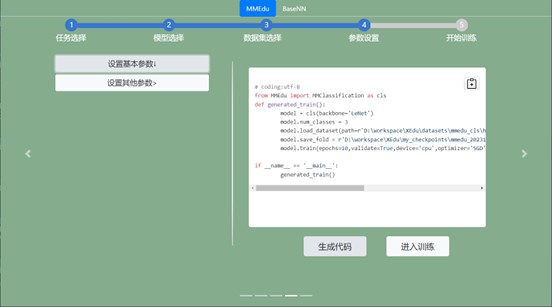 MMEdu BaseNN
1 2 3 4 5
任务选择 模型选择 数据集选择 参数设置 开始训练
设置基本参数↓
设置其他参数>
# coding:utf-8
from MMEdu import MMClassification as cls
def generated_train():
model = cls(backbone='LeNet')
model.num_classes = 3
model.load_dataset(path=r'D:\workspace\XEdu\datasets\mmedu_cls\h
model.save_fold = r'D:\workspace\XEdu\my_checkpoints\mmedu_2023
model.train(epochs=10,validate=True,device='cpu',optimizer='SGD'
if __name__ == '__main__':
generated_train()
生成代码 进入训练